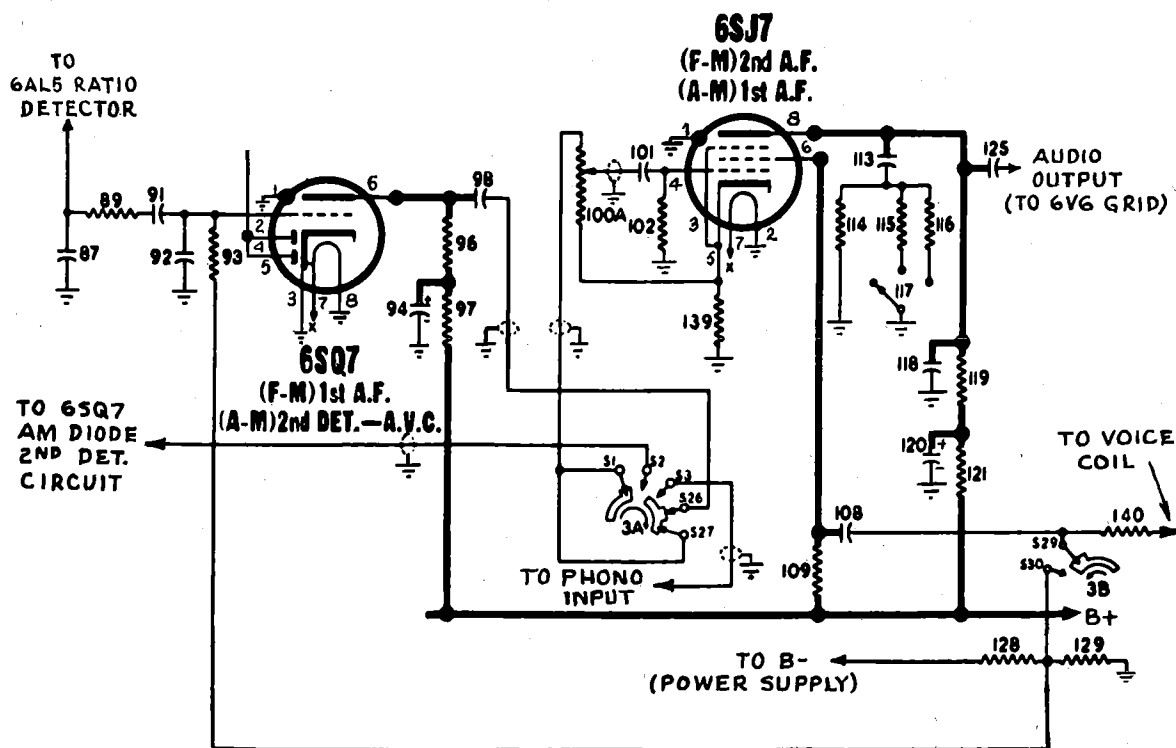 TO
6AL5 RATIO
DETECTOR
89
91
87
92
93
1
2
4
5
6
3
7
8
X
98
96
94
+
-
97
6SQ7
(F-M) 1st A.F.
(A-M) 2nd DET.—A.V.C.
6SJ7
(F-M) 2nd A.F.
(A-M) 1st A.F.
1
8
6
4
3
5
7
2
X
101
100A
102
139
113
114
115
116
117
125
AUDIO
OUTPUT
(TO 6V6 GRID)
118
119
120
+
-
121
TO 6SQ7
AM DIODE
2ND DET.
CIRCUIT
S1
S2
S3
S26
S27
3A
TO PHONO
INPUT
108
109
TO VOICE
COIL
140
S29
S30
3B
B+
TO B-
(POWER SUPPLY)
128
129